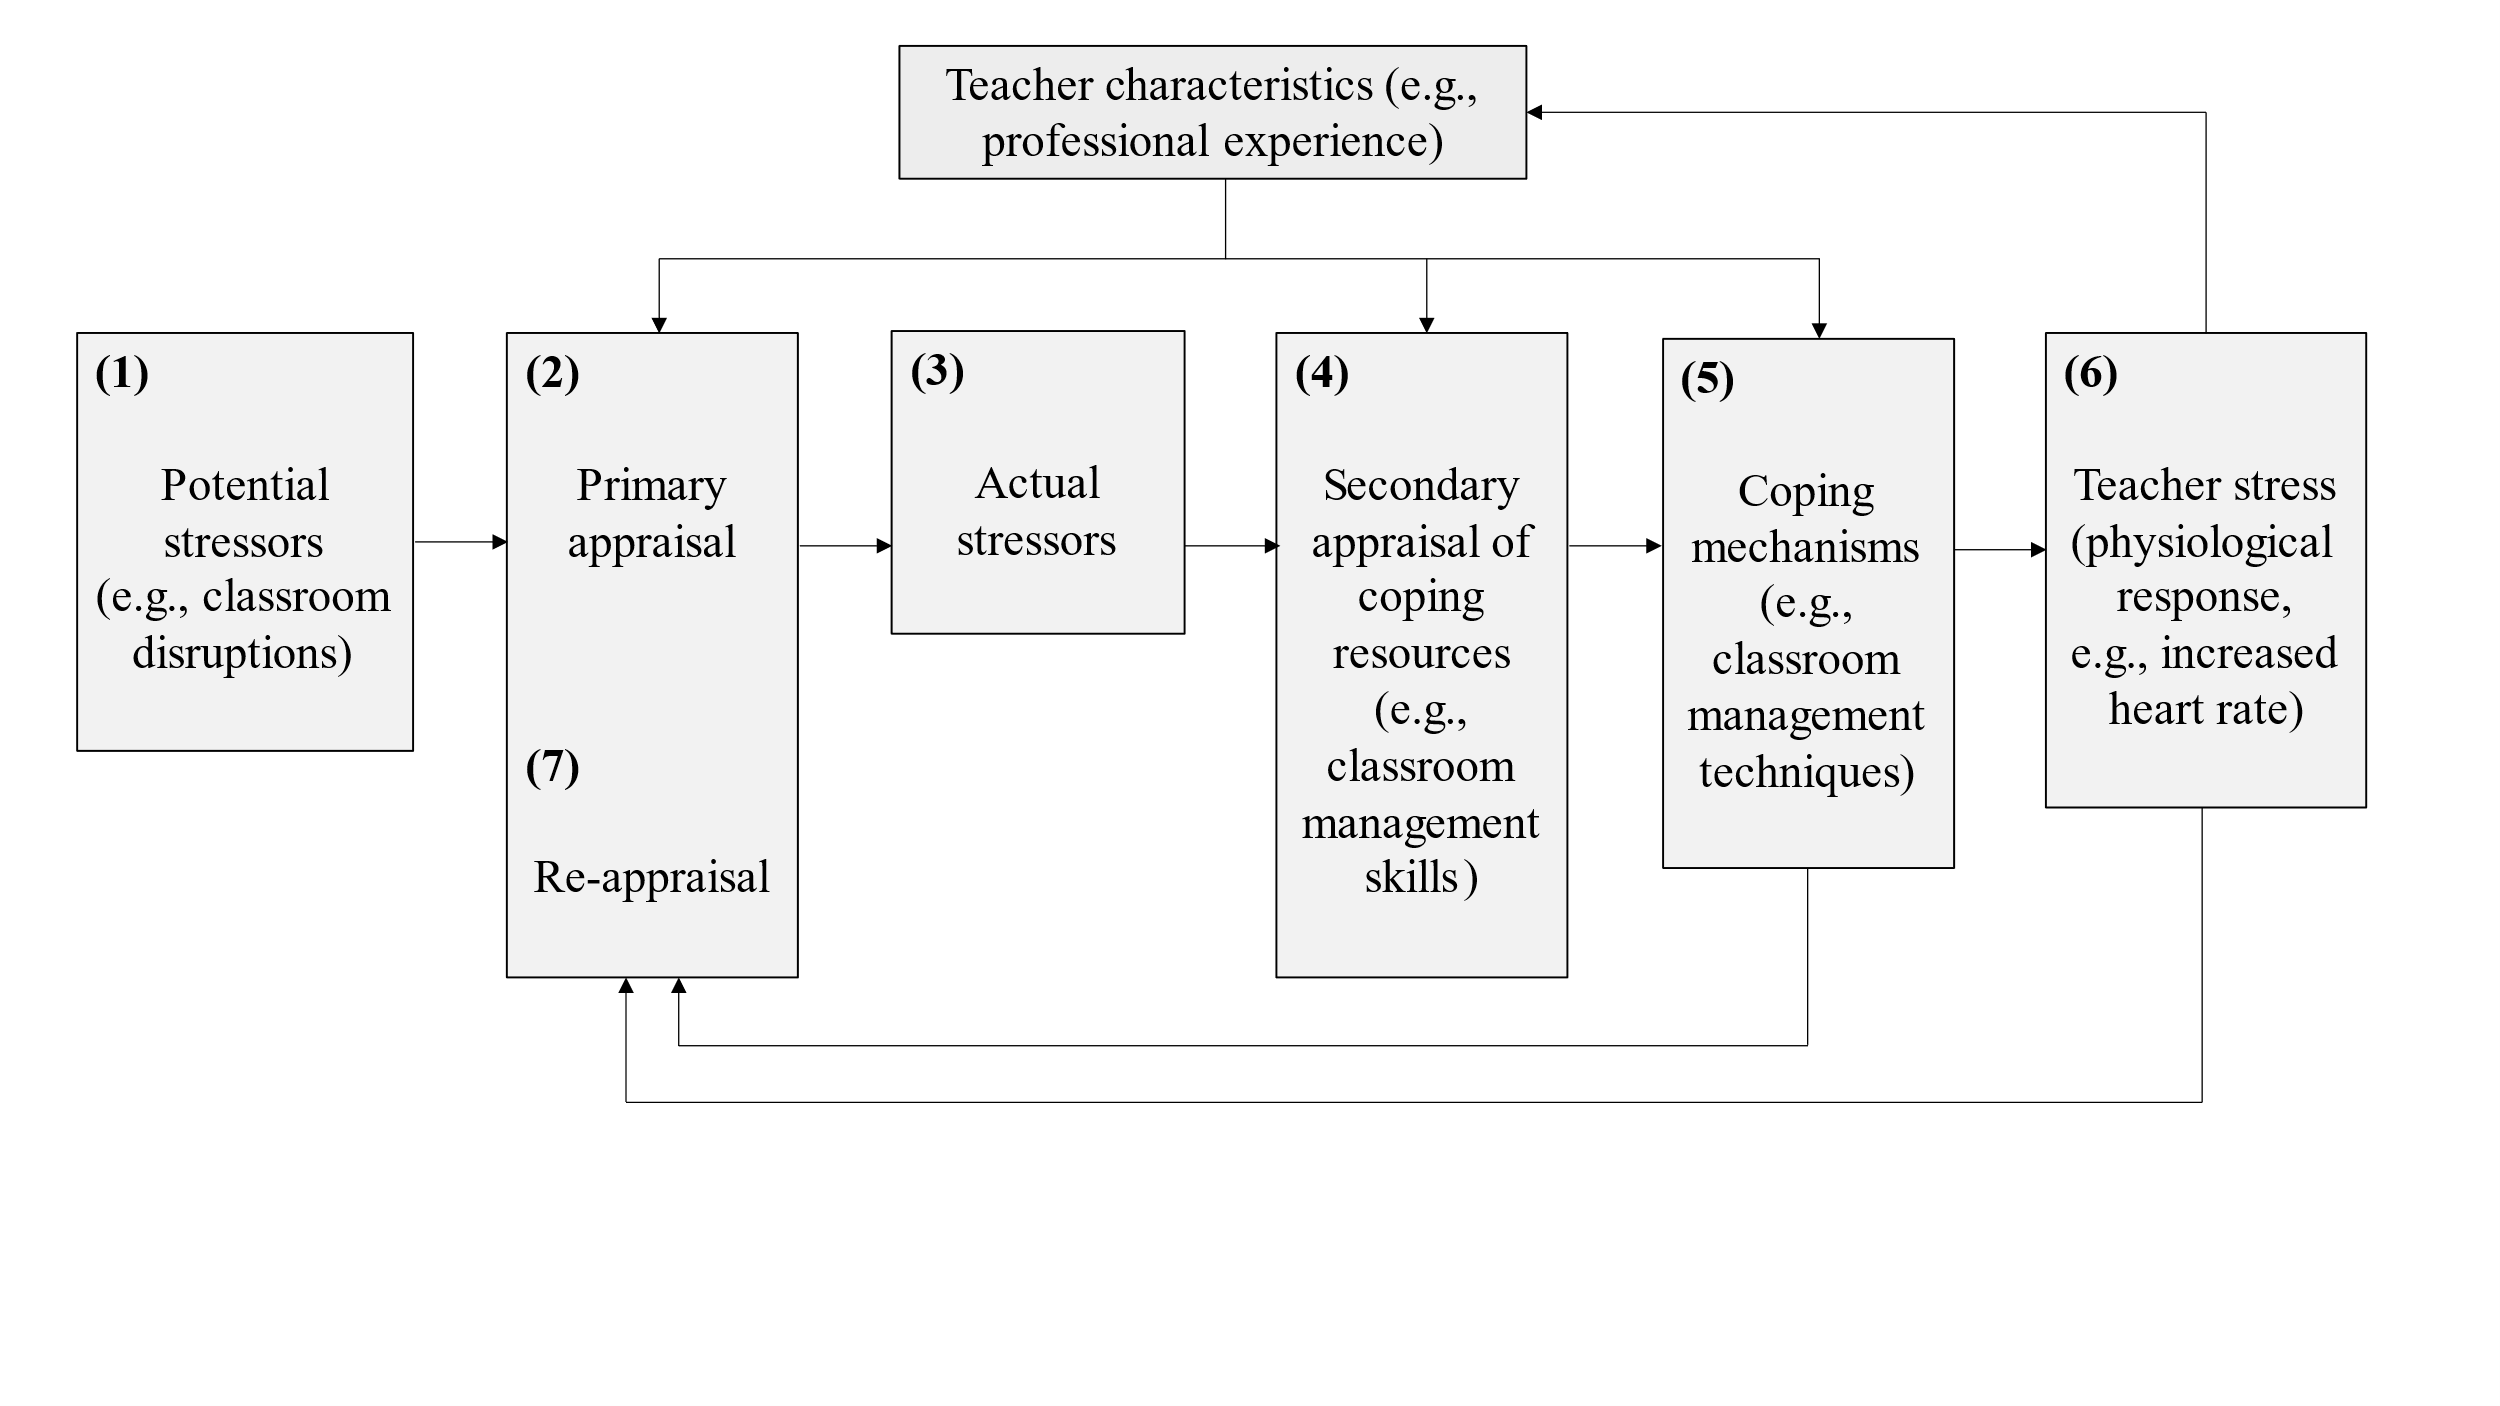 Teacher characteristics (e.g.,
professional experience)
(1)
Potential
stressors
(e.g., classroom
disruptions)
(2)
Primary
appraisal
(7)
Re-appraisal
(3)
Actual
stressors
(4)
Secondary
appraisal of
coping
resources
(e.g.,
classroom
management
skills)
(5)
Coping
mechanisms
(e.g.,
classroom
management
techniques)
(6)
Teacher stress
(physiological
response,
e.g., increased
heart rate)